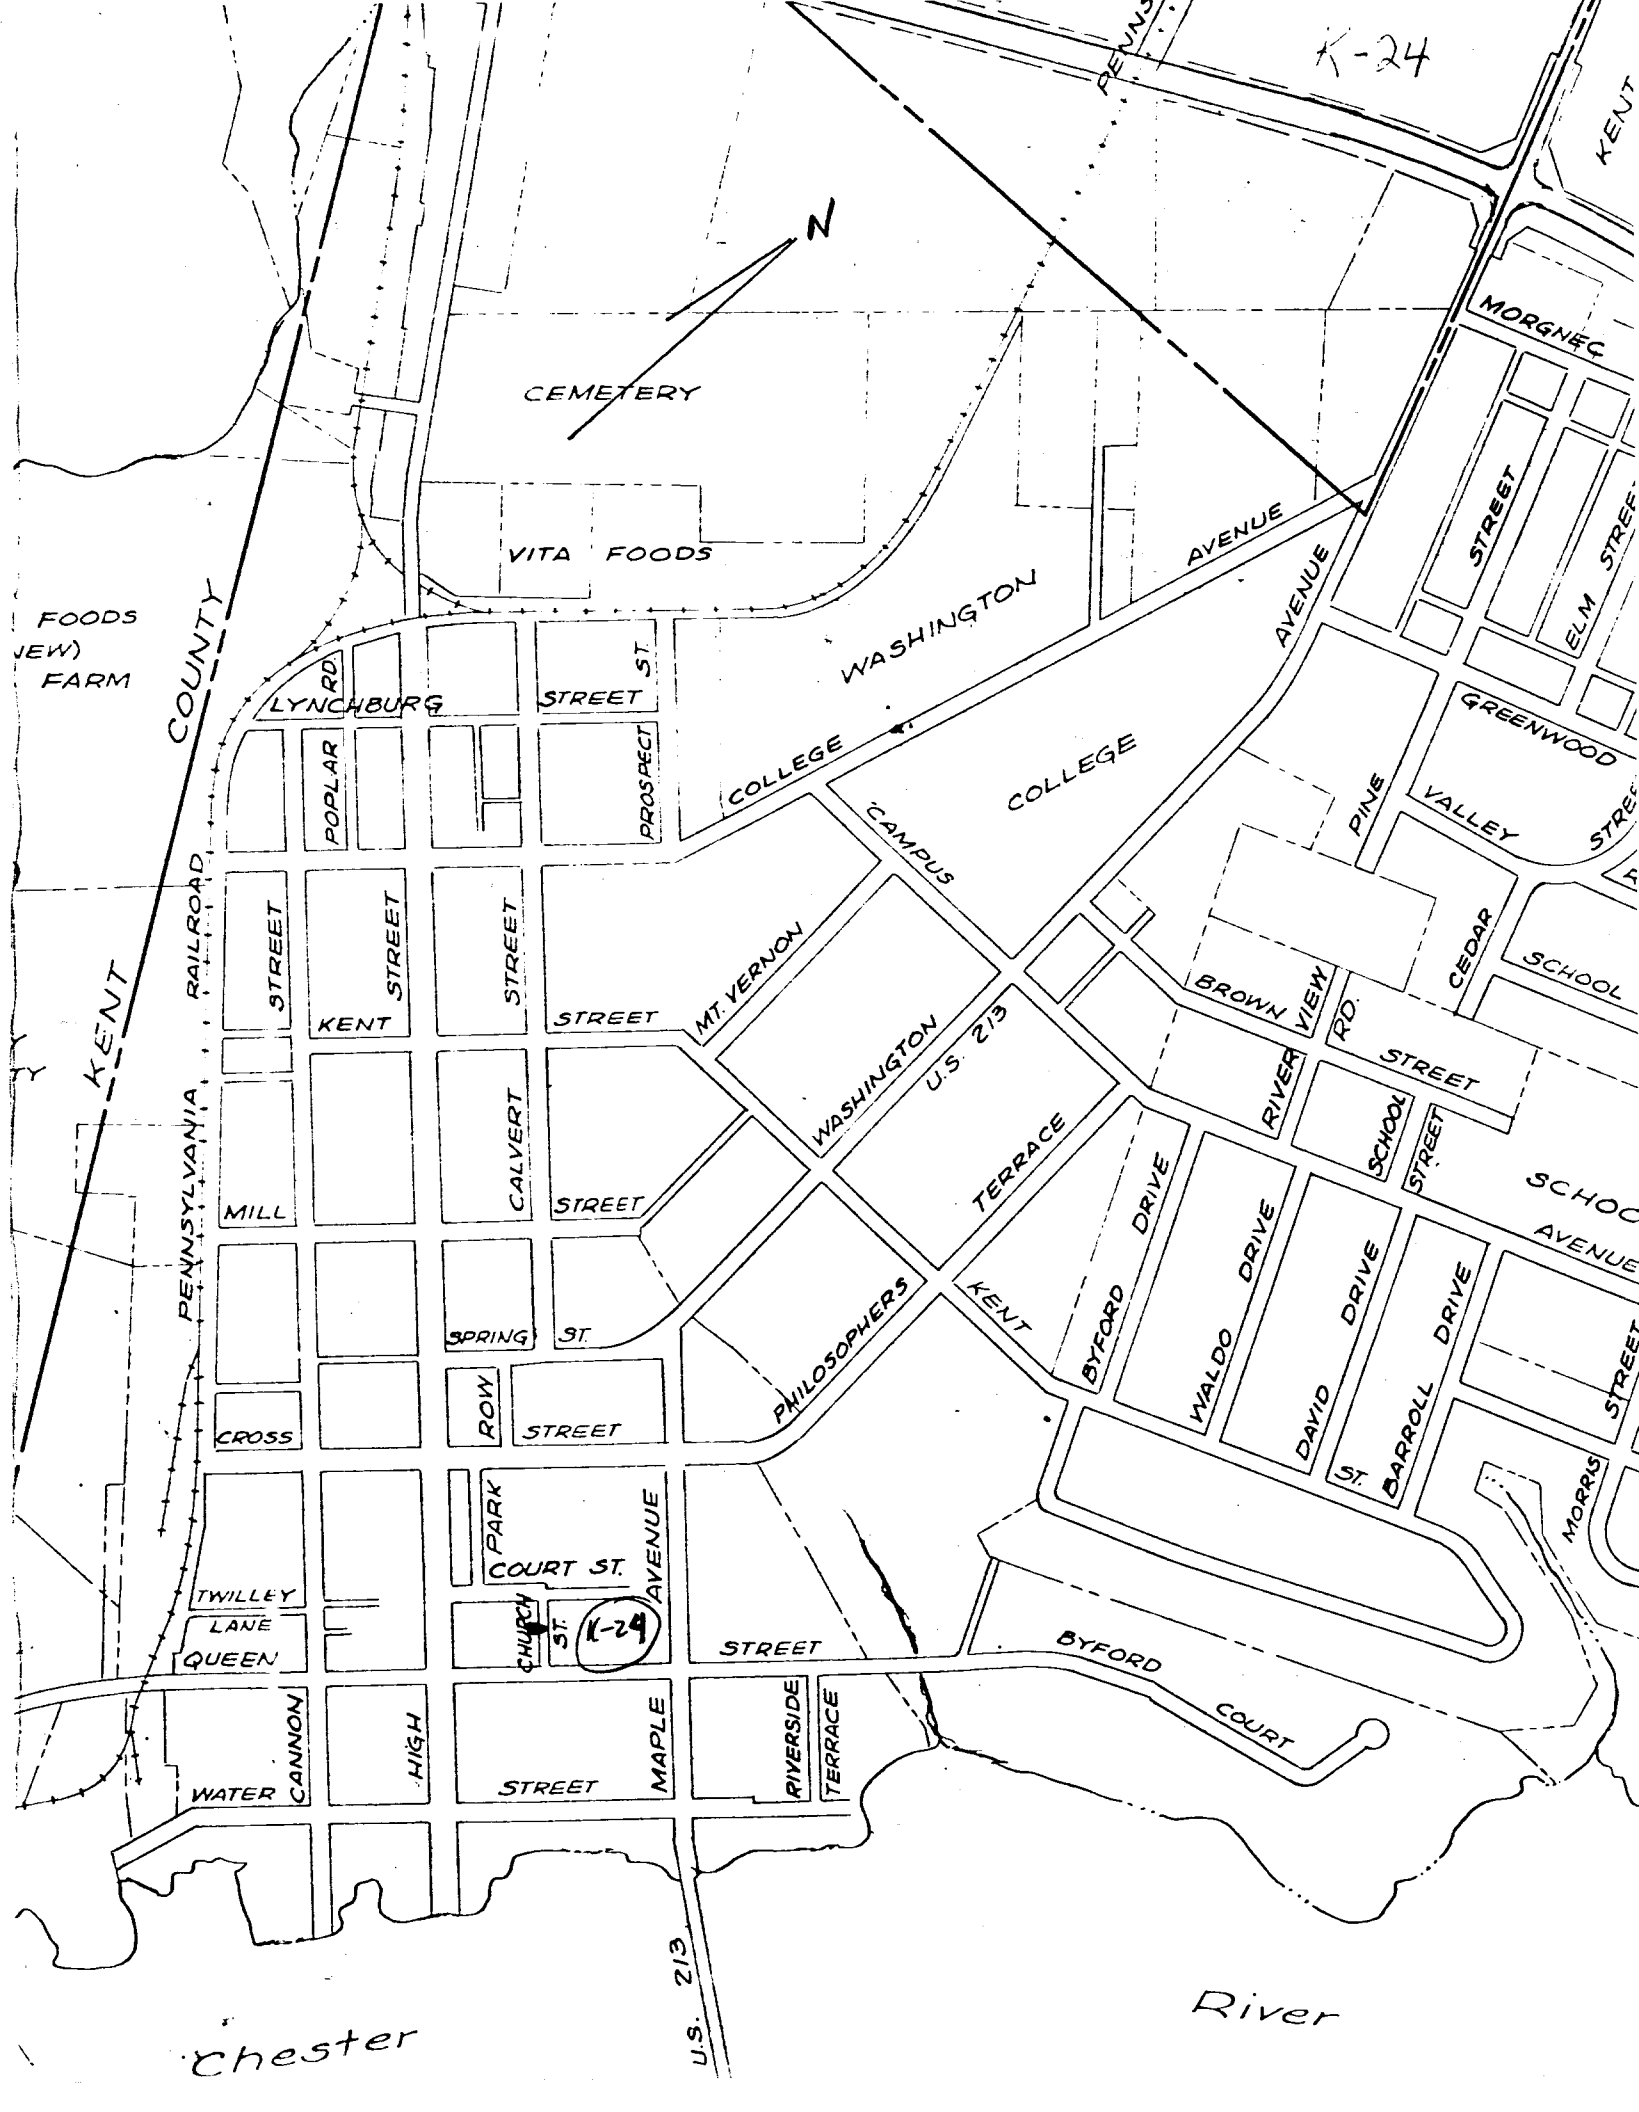 K-24
PENNS
KENT
N
MORGNEC
CEMETERY
STREET
STREET
ELM
AVENUE
AVENUE
VITA FOODS
WASHINGTON
FOODS
FARM
COUNTY
LYNCHBURG
RD.
STREET
ST.
GREENWOOD
POPLAR
PROSPECT
COLLEGE
COLLEGE
CAMPUS
PINE
VALLEY
STREE
RAILROAD
STREET
STREET
STREET
KENT
STREET
MT. VERNON
CEDAR
SCHOOL
BROWN
VIEW
RD.
STREET
KENT
WASHINGTON
U.S. 213
RIVER
SCHOOL
STREET
PENNSYLVANIA
MILL
CALVERT
STREET
TERRACE
DRIVE
DRIVE
DRIVE
DRIVE
SCHOO
AVENUE
SPRING
ST.
PHILOSOPHERS
KENT
BYFORD
WALDO
DAVID
BARROLL
ST.
STREET
MORRIS
CROSS
ROW
STREET
PARK
COURT ST.
AVENUE
TWILLEY
LANE
QUEEN
CHURCH
ST.
K-24
STREET
BYFORD
COURT
CANNON
HIGH
MAPLE
RIVERSIDE
TERRACE
WATER
STREET
U.S. 213
Chester
River